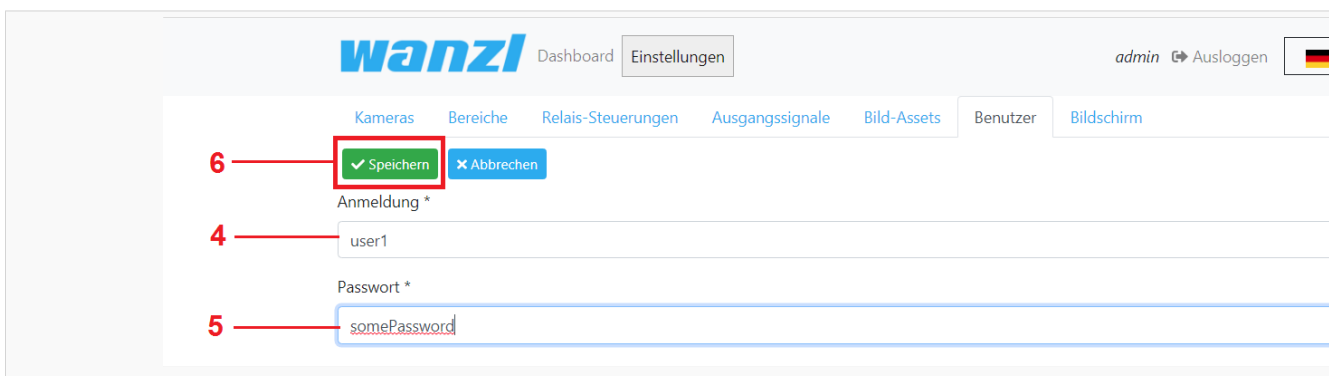 wanzl Dashboard Einstellungen admin Ausloggen
Kameras Bereiche Relais-Steuerungen Ausgangssignale Bild-Assets Benutzer Bildschirm
6 Speichern Abbrechen
Anmeldung *
4 user1
Passwort *
5 somePassword